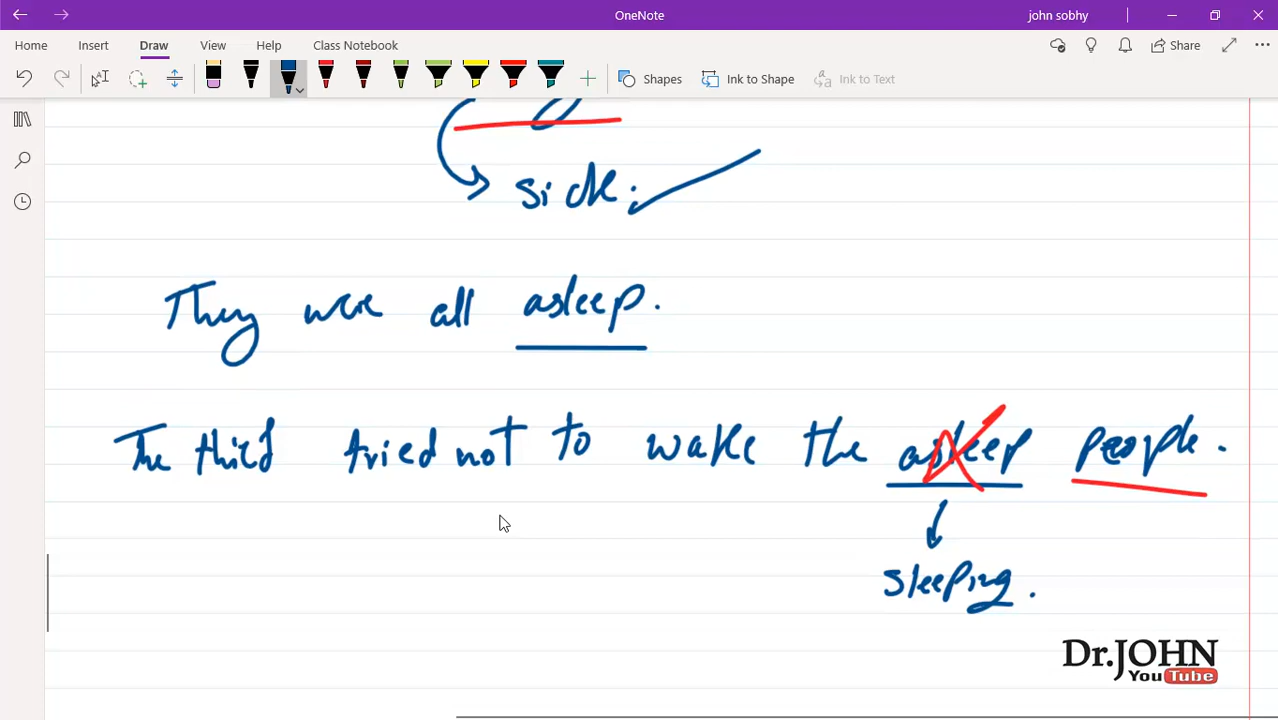 OneNote
john sobhy
Home Insert Draw View Help Class Notebook
Share
Shapes Ink to Shape Ink to Text
sick.
They were all asleep.
The third tried not to wake the asleep people.
sleeping.
Dr.JOHN
YouTube